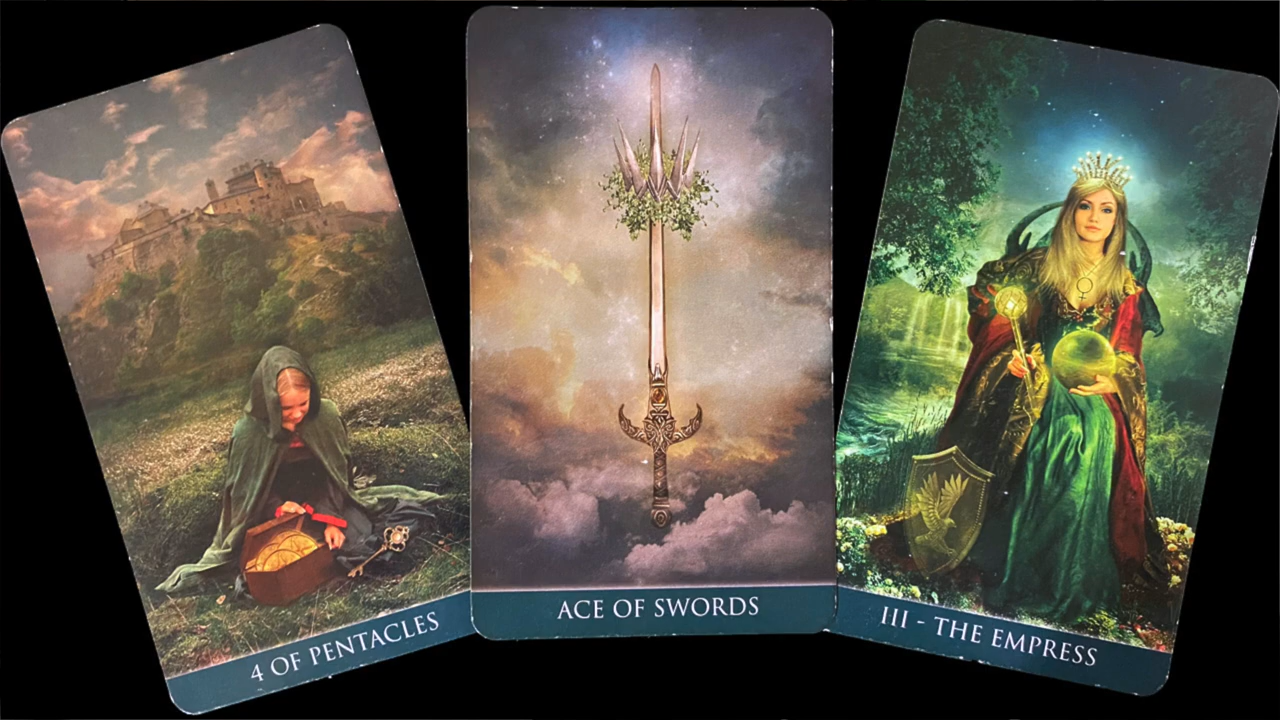 4 OF PENTACLES
ACE OF SWORDS
III - THE EMPRESS